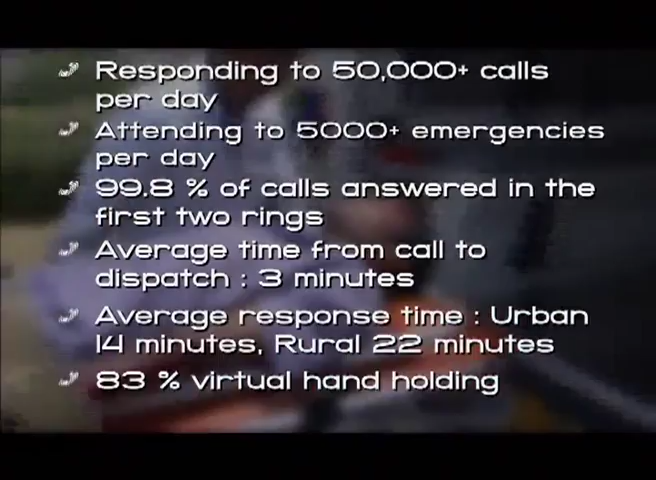 Responding to 50,000+ calls
per day
Attending to 5000+ emergencies
per day
99.8 % of calls answered in the
first two rings
Average time from call to
dispatch : 3 minutes
Average response time : Urban
14 minutes, Rural 22 minutes
83 % virtual hand holding